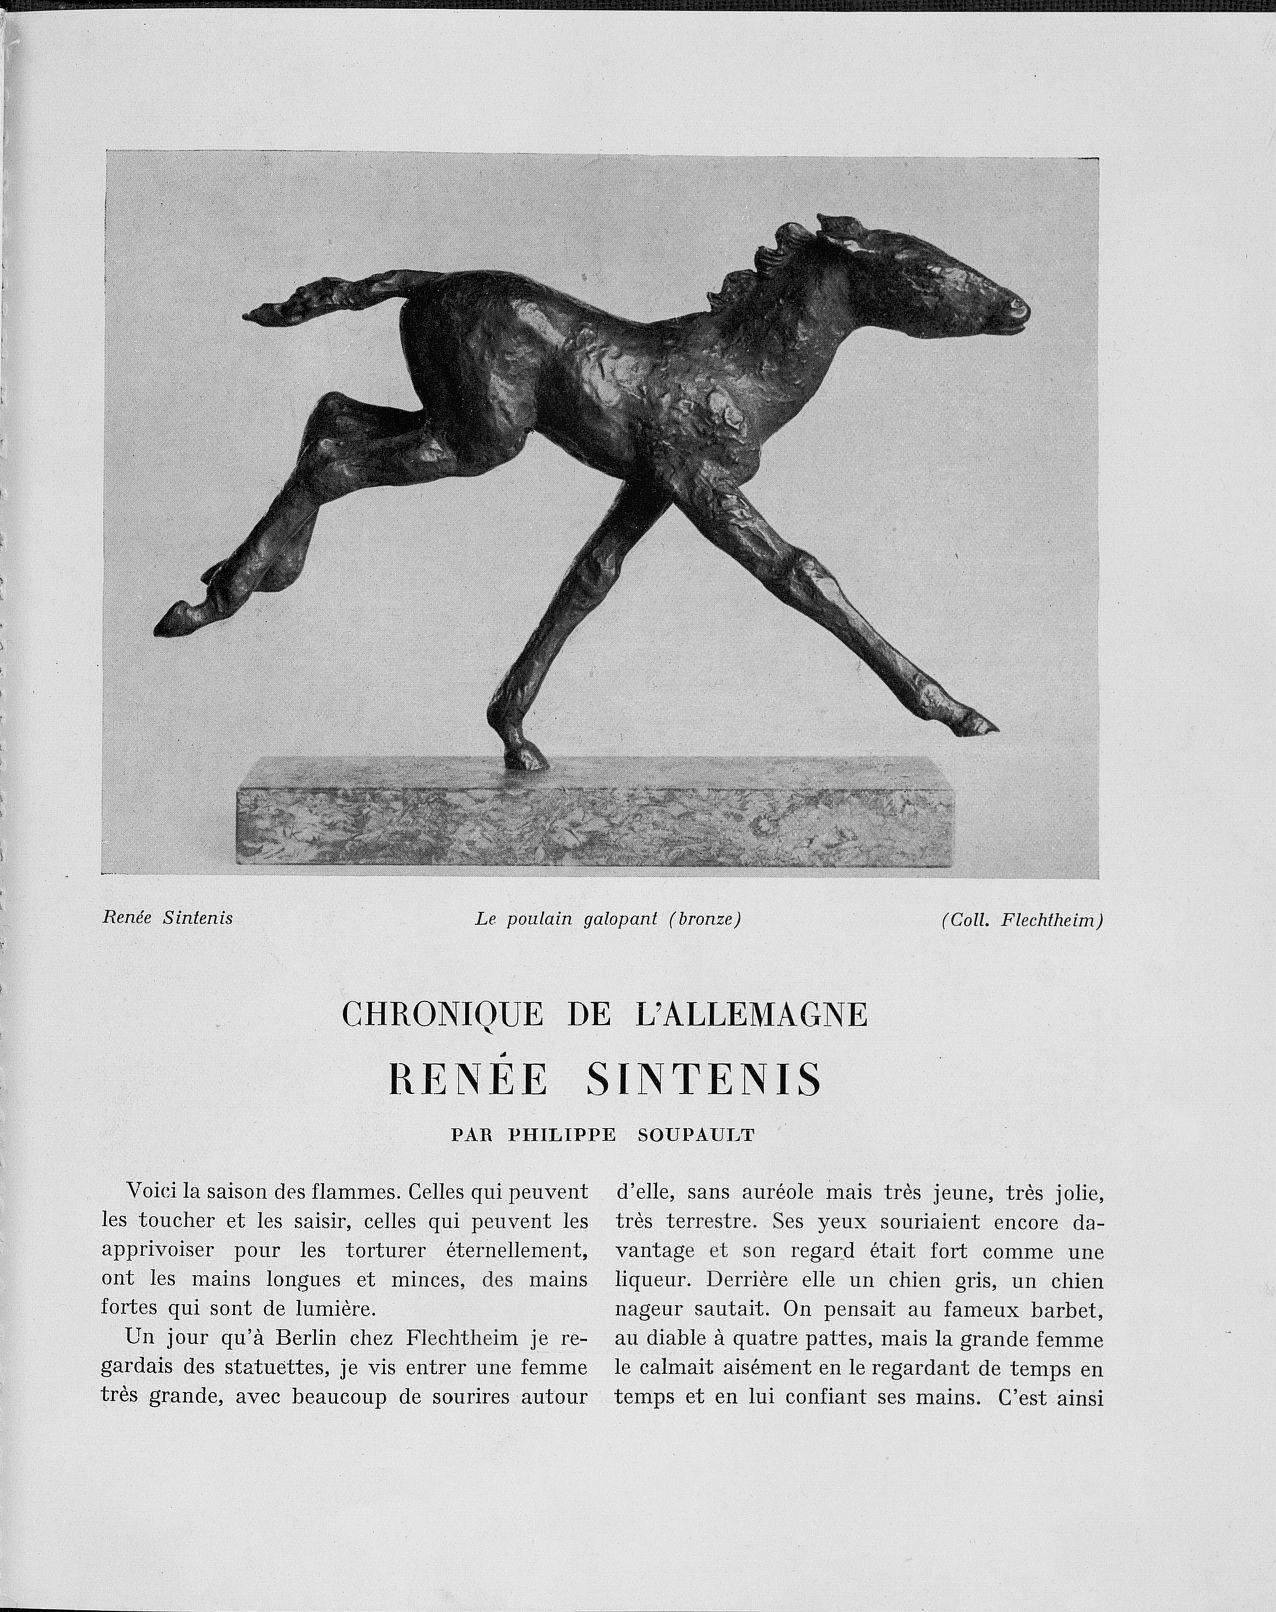 Renée Sintenis
Le poulain galopant (bronze)
(Coll. Flechtheim)
CHRONIQUE DE L'ALLEMAGNE
RENÉE SINTENIS
PAR PHILIPPE SOUPAULT
Voici la saison des flammes. Celles qui peuvent
les toucher et les saisir, celles qui peuvent les
apprivoiser pour les torturer éternellement,
ont les mains longues et minces, des mains
fortes qui sont de lumière.
Un jour qu'à Berlin chez Flechtheim je re-
gardais des statuettes, je vis entrer une femme
très grande, avec beaucoup de sourires autour
d'elle, sans auréole mais très jeune, très jolie,
très terrestre. Ses yeux souriaient encore da-
vantage et son regard était fort comme une
liqueur. Derrière elle un chien gris, un chien
nageur sautait. On pensait au fameux barbet,
au diable à quatre pattes, mais la grande femme
le calmait aisément en le regardant de temps en
temps et en lui confiant ses mains. C'est ainsi